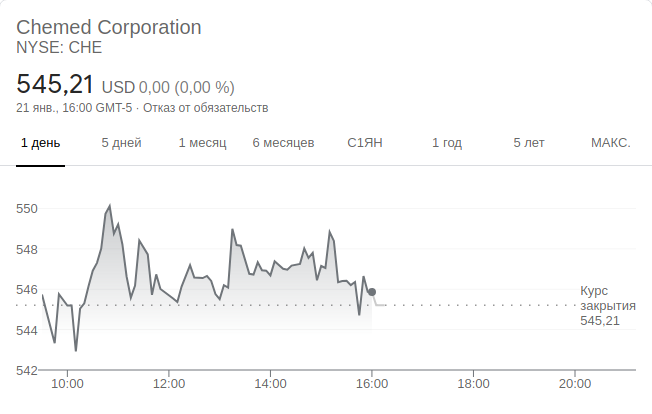 Chemed Corporation
NYSE: CHE
545,21 USD 0,00 (0,00 %)
21 янв., 16:00 GMT-5 · Отказ от обязательств
1 день 5 дней 1 месяц 6 месяцев С1ЯН 1 год 5 лет МАКС.
550
548
546
544
542
Курс
закрытия
545,21
10:00 12:00 14:00 16:00 18:00 20:00